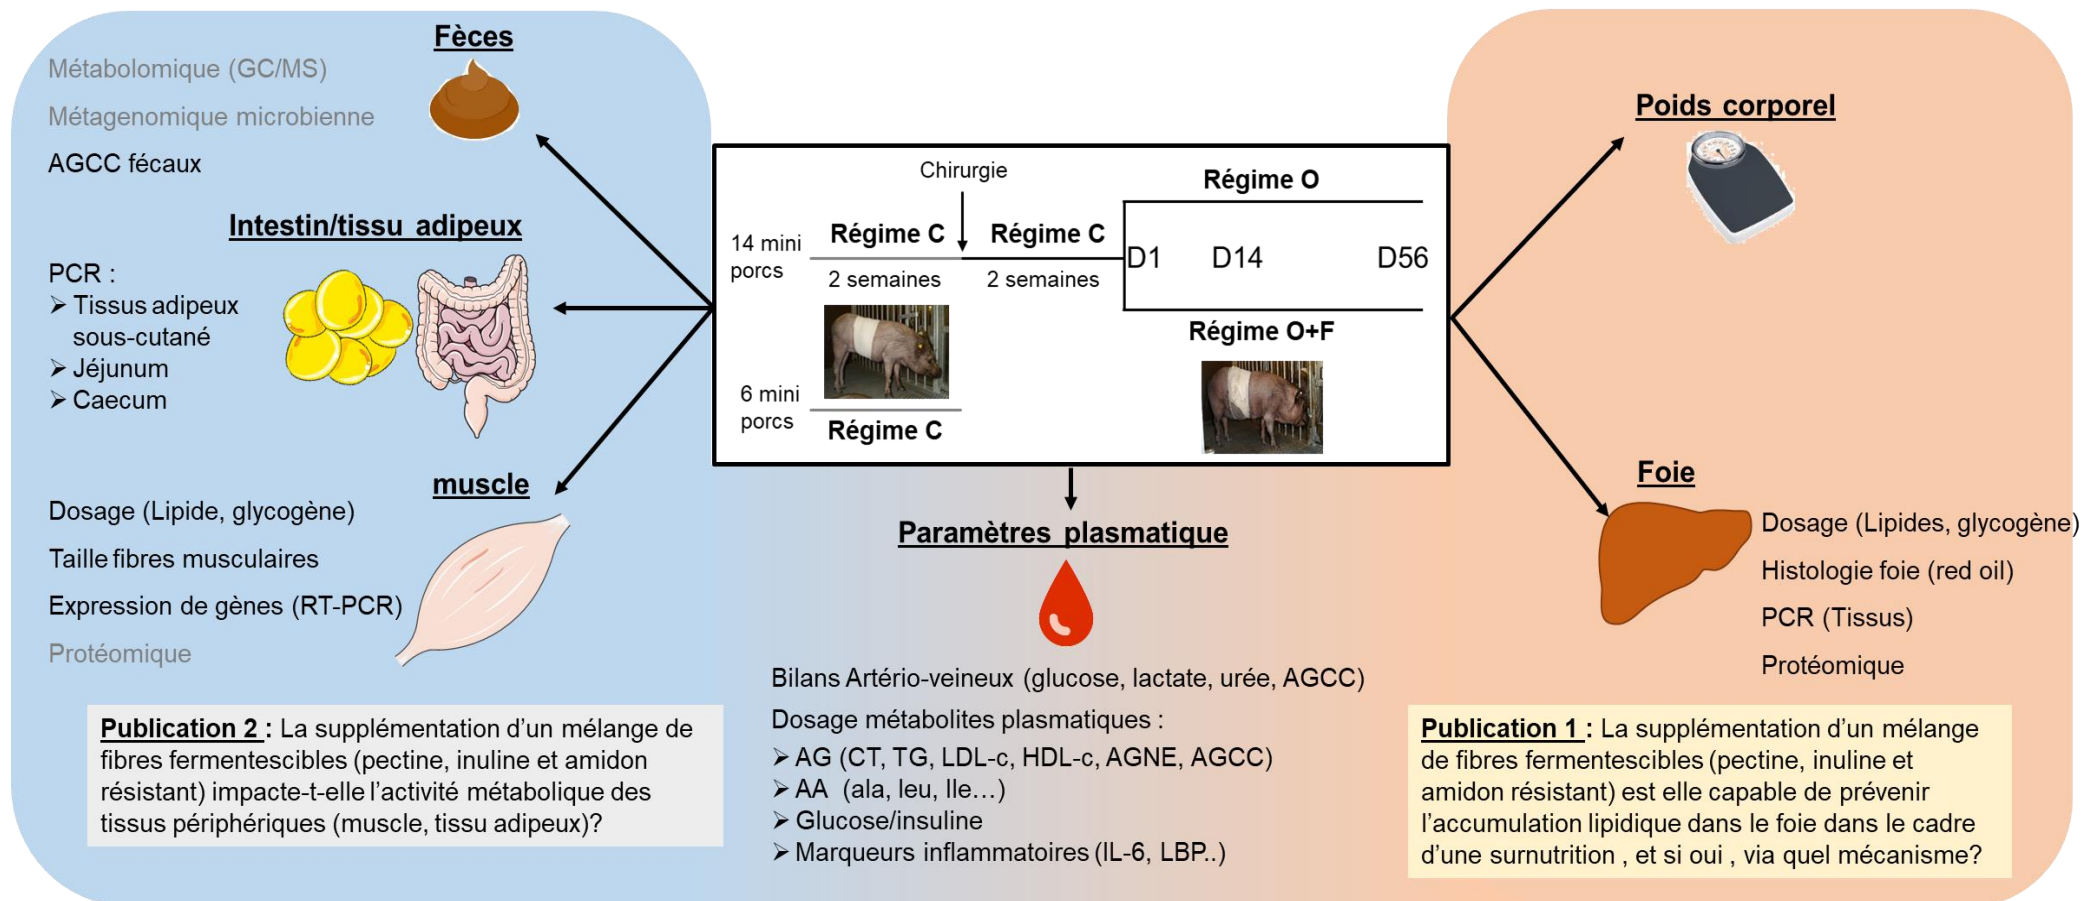 Fèces
Métabolomique (GC/MS)
Métagenomique microbienne
AGCC fécaux
Intestin/tissu adipeux
PCR :
➢ Tissus adipeux
sous-cutané
➢ Jéjunum
➢ Caecum
muscle
Dosage (Lipide, glycogène)
Taille fibres musculaires
Expression de gènes (RT-PCR)
Protéomique
Publication 2 : La supplémentation d’un mélange de
fibres fermentescibles (pectine, inuline et amidon
résistant) impacte-t-elle l’activité métabolique des
tissus périphériques (muscle, tissu adipeux)?
Chirurgie
Régime O
Régime C
Régime C
14 mini
porcs
2 semaines
2 semaines
D1
D14
D56
Régime O+F
6 mini
porcs
Régime C
Paramètres plasmatique
Bilans Artério-veineux (glucose, lactate, urée, AGCC)
Dosage métabolites plasmatiques :
➢ AG (CT, TG, LDL-c, HDL-c, AGNE, AGCC)
➢ AA (ala, leu, lle…)
➢ Glucose/insuline
➢ Marqueurs inflammatoires (IL-6, LBP..)
Poids corporel
Foie
Dosage (Lipides, glycogène)
Histologie foie (red oil)
PCR (Tissus)
Protéomique
Publication 1 : La supplémentation d’un mélange
de fibres fermentescibles (pectine, inuline et
amidon résistant) est elle capable de prévenir
l’accumulation lipidique dans le foie dans le cadre
d’une surnutrition , et si oui , via quel mécanisme?